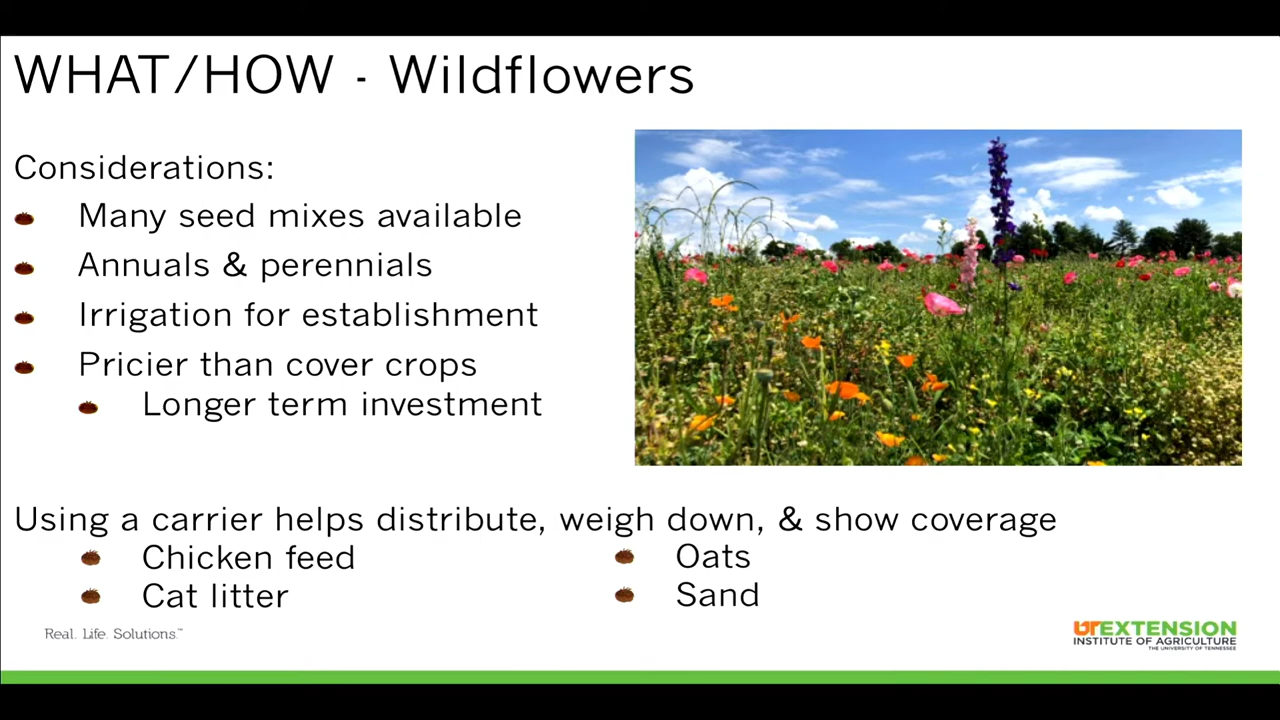 WHAT/HOW - Wildflowers
Considerations:
Many seed mixes available
Annuals & perennials
Irrigation for establishment
Pricier than cover crops
Longer term investment
Using a carrier helps distribute, weigh down, & show coverage
Chicken feed
Cat litter
Oats
Sand
Real. Life. Solutions.™
UT EXTENSION
INSTITUTE OF AGRICULTURE
THE UNIVERSITY OF TENNESSEE